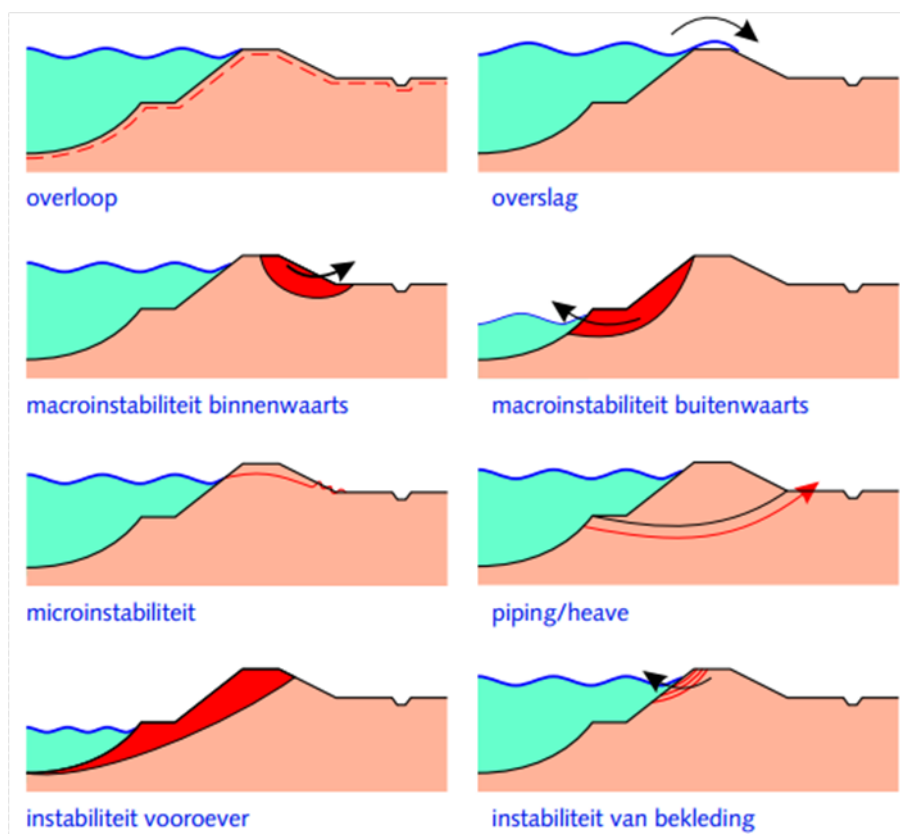 overloop
overslag
macroinstabiliteit binnenwaarts
macroinstabiliteit buitenwaarts
microinstabiliteit
piping/heave
instabiliteit vooroever
instabiliteit van bekleding